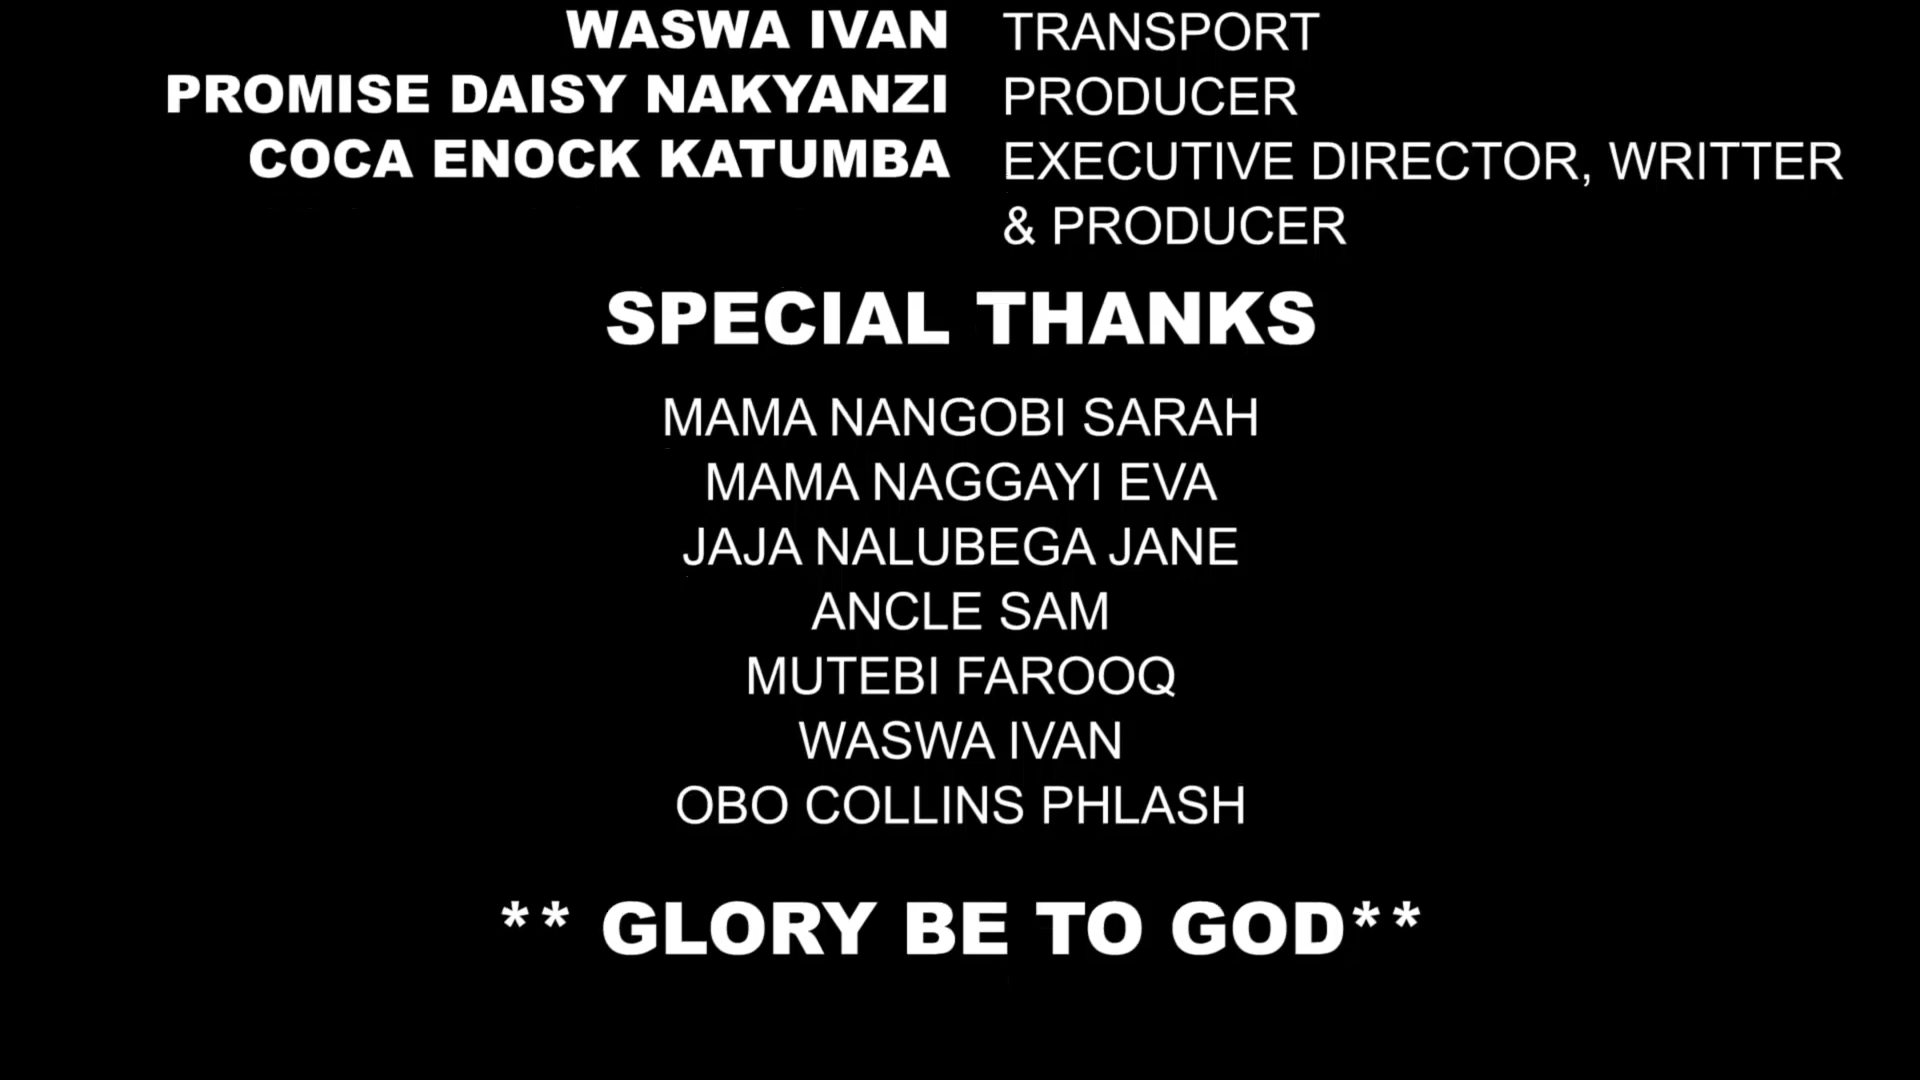 WASWA IVAN TRANSPORT
PROMISE DAISY NAKYANZI PRODUCER
COCA ENOCK KATUMBA EXECUTIVE DIRECTOR, WRITTER
& PRODUCER
SPECIAL THANKS
MAMA NANGOBI SARAH
MAMA NAGGAYI EVA
JAJA NALUBEGA JANE
ANCLE SAM
MUTEBI FAROOQ
WASWA IVAN
OBO COLLINS PHLASH
** GLORY BE TO GOD**